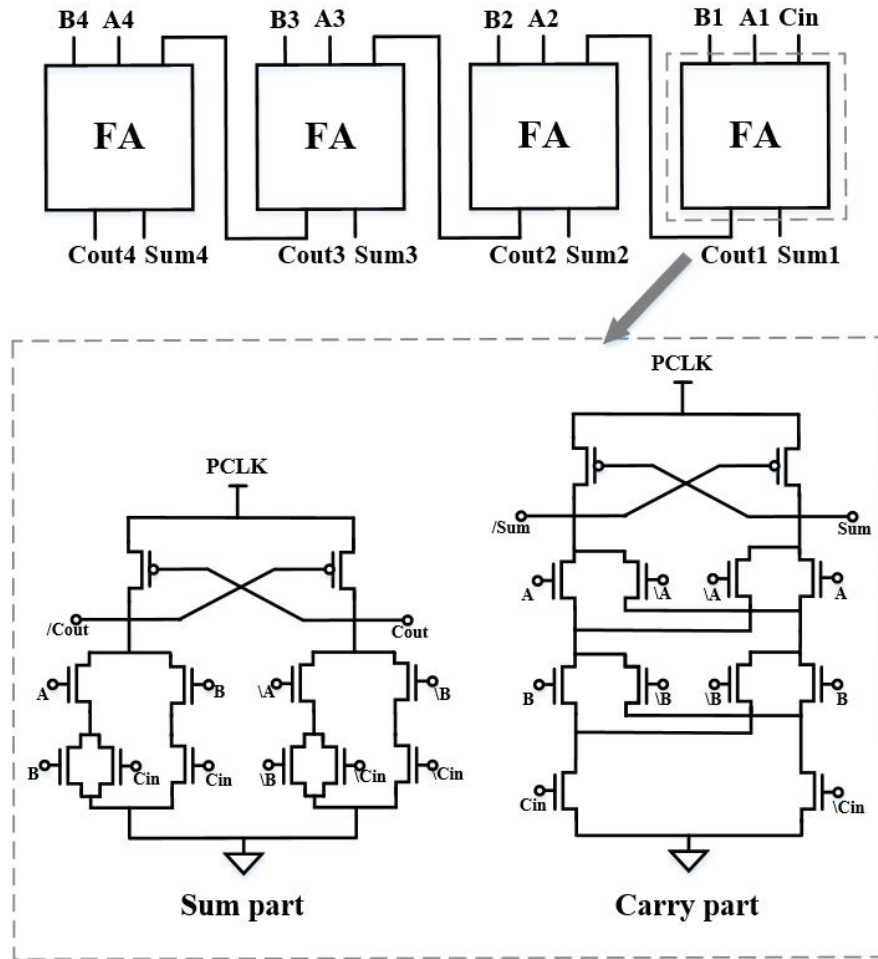 B4 A4 B3 A3 B2 A2 B1 A1 Cin
FA FA FA FA
Cout4 Sum4 Cout3 Sum3 Cout2 Sum2 Cout1 Sum1
PCLK
PCLK
/Sum Sum
A \A \A A
/Cout Cout
B \B \B B
A B \A \B
B Cin Cin \B \Cin \Cin
Cin \Cin
Sum part Carry part